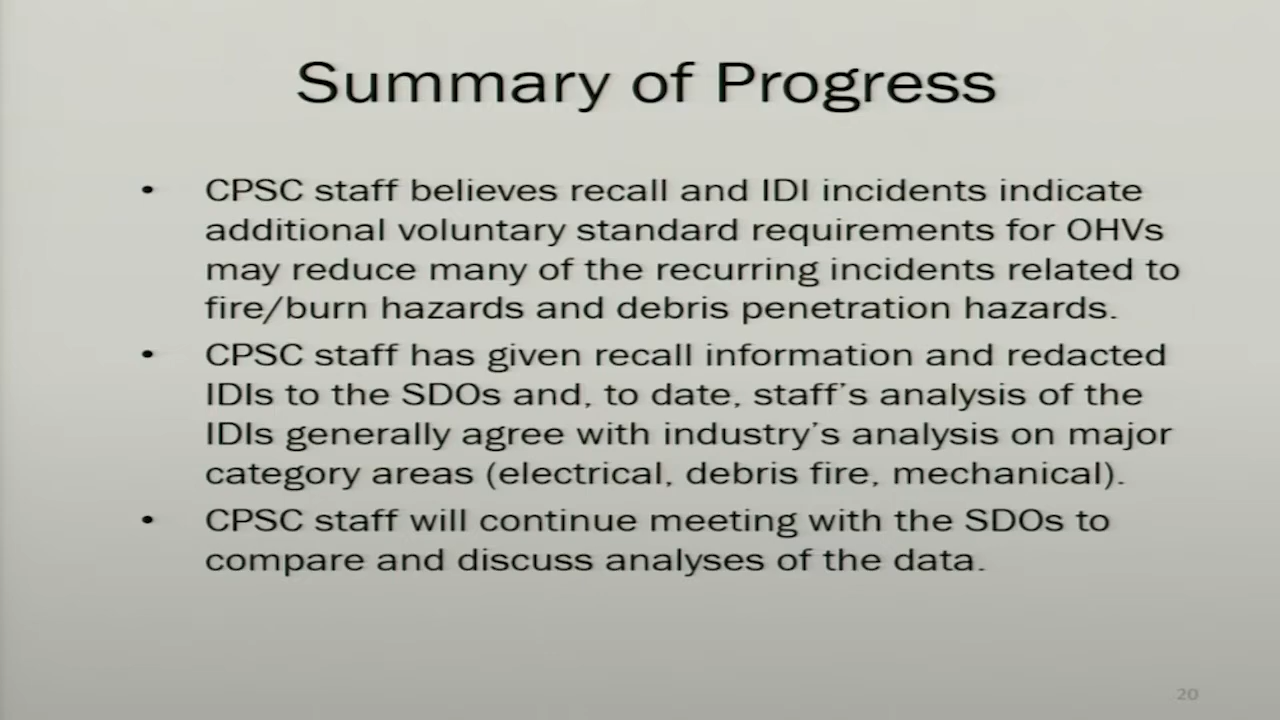 Summary of Progress
• CPSC staff believes recall and IDI incidents indicate
additional voluntary standard requirements for OHVs
may reduce many of the recurring incidents related to
fire/burn hazards and debris penetration hazards.
• CPSC staff has given recall information and redacted
IDIs to the SDOs and, to date, staff's analysis of the
IDIs generally agree with industry's analysis on major
category areas (electrical, debris fire, mechanical).
• CPSC staff will continue meeting with the SDOs to
compare and discuss analyses of the data.
20